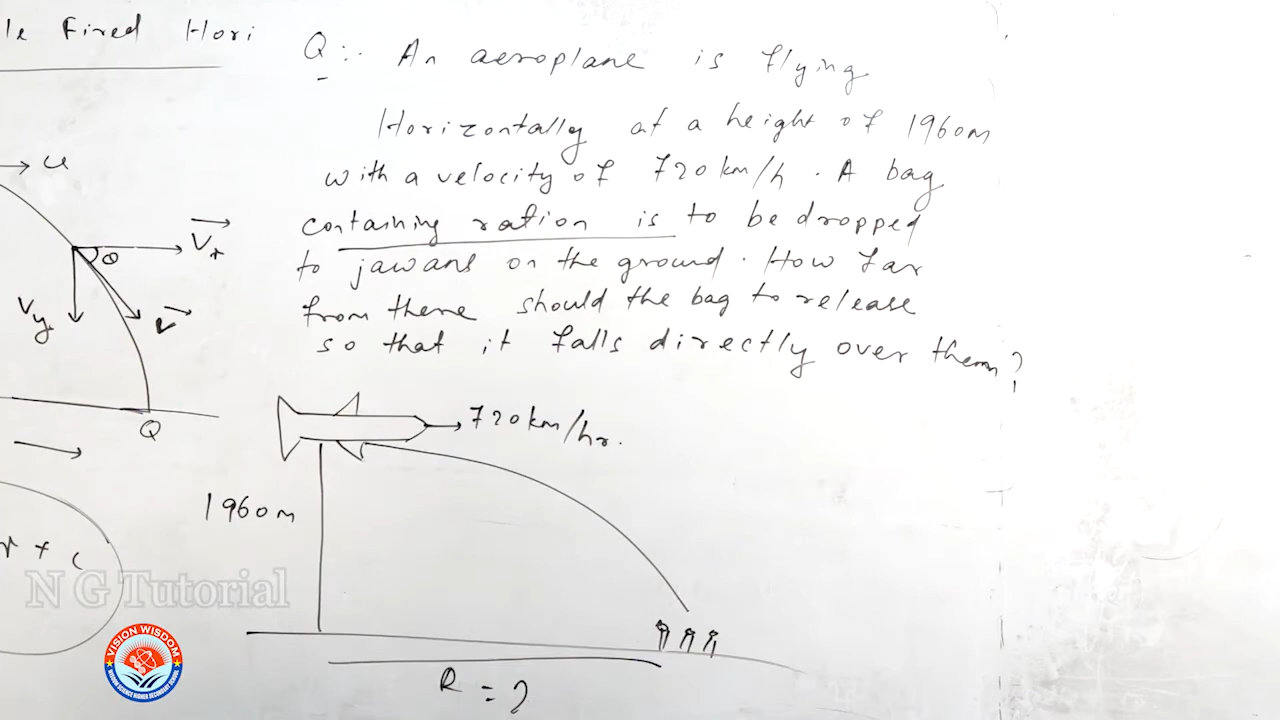 le Fired Hori
Q:- An aeroplane is flying
Horizontally at a height of 1960m
with a velocity of 720 km/h. A bag
containing ration is to be dropped
to jawans on the ground. How far
from there should the bag to release
so that it falls directly over them?
u
Vx
θ
Vy
V
Q
720 km/hr.
1960m
R = ?
N G Tutorial
VISION WISDOM